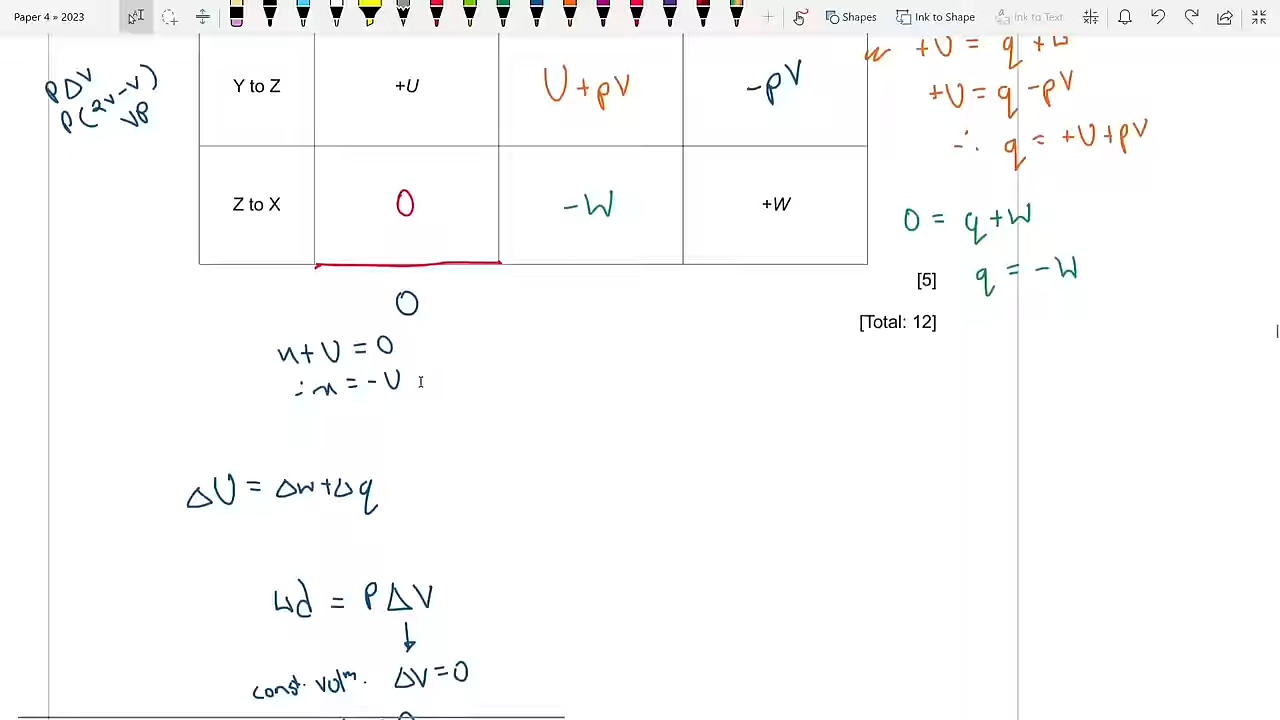 Paper 4 » 2023
Shapes
Ink to Shape
Ink to Text
+U = q +
PΔV
P(2V-V)
VP
Y to Z
+U
U+pV
-pV
+U = q -pV
∴ q = +U+pV
Z to X
0
-W
+W
0 = q+W
q = -W
[5]
[Total: 12]
0
x+U = 0
∴ x = -U
ΔU = Δw+Δq
wd = PΔV
↓
const. volm. ΔV=0